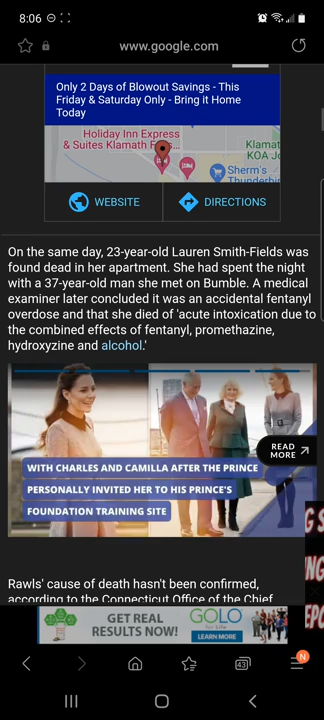 8:06
www.google.com
Only 2 Days of Blowout Savings - This
Friday & Saturday Only - Bring it Home
Today
Holiday Inn Express
& Suites Klamath F
Klamat
KOA Jo
Sherm's
Thunderbir
WEBSITE
DIRECTIONS
On the same day, 23-year-old Lauren Smith-Fields was
found dead in her apartment. She had spent the night
with a 37-year-old man she met on Bumble. A medical
examiner later concluded it was an accidental fentanyl
overdose and that she died of 'acute intoxication due to
the combined effects of fentanyl, promethazine,
hydroxyzine and alcohol.'
READ
MORE
WITH CHARLES AND CAMILLA AFTER THE PRINCE
PERSONALLY INVITED HER TO HIS PRINCE'S
FOUNDATION TRAINING SITE
Rawls' cause of death hasn't been confirmed,
according to the Connecticut Office of the Chief
GET REAL
RESULTS NOW!
GOLO
for Life
LEARN MORE
43
N